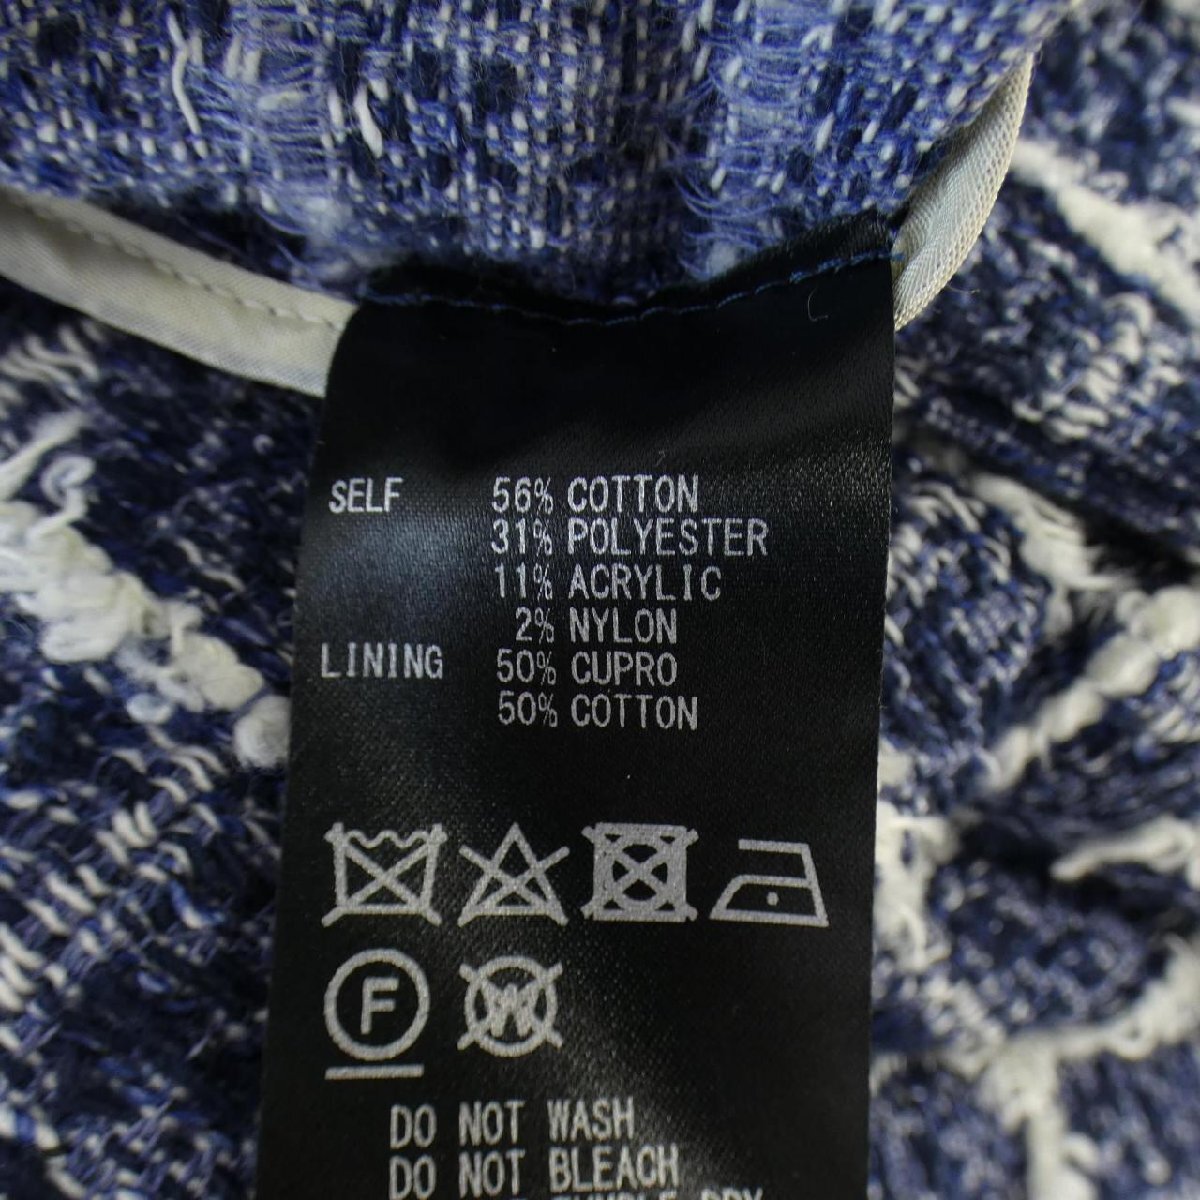 SELF 56% COTTON
31% POLYESTER
11% ACRYLIC
2% NYLON
LINING 50% CUPRO
50% COTTON
F W
DO NOT WASH
DO NOT BLEACH